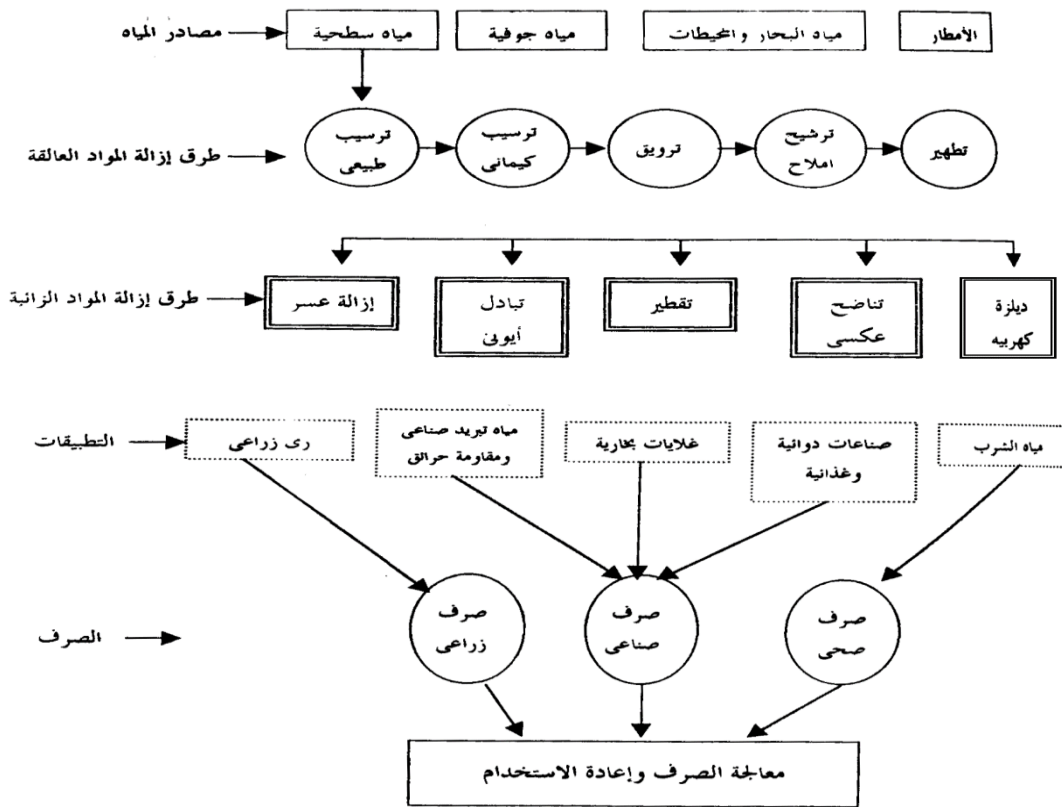 مصادر المياه
مياه سطحية
مياه جوفية
مياه البحار والمحيطات
الأمطار
طرق إزالة المواد العالقة
ترسيب
طبيعى
ترسيب
كيمائى
ترويق
ترشيح
املاح
تطهير
طرق إزالة المواد الزائبة
إزالة عسر
تبادل
أيونى
تقطير
تناضح
عكسى
ديلزة
كهربيه
التطبيقات
رى زراعى
مياه تبريد صناعى
ومقاومة حرائق
غلايات بخارية
صناعات دوائية
وغذائية
مياه الشرب
الصرف
صرف
زراعى
صرف
صناعى
صرف
صحى
معالجة الصرف وإعادة الاستخدام